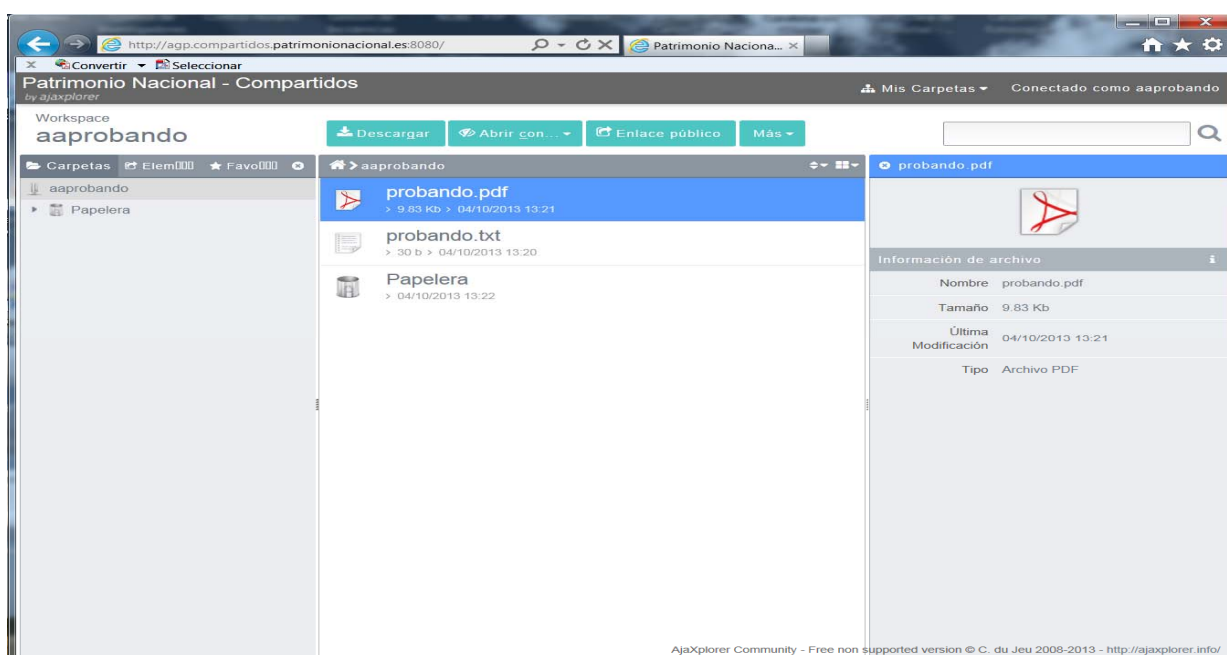 http://agp.compartidos.patrimonionacional.es:8080/
Patrimonio Naciona...
Convertir
Seleccionar
Patrimonio Nacional - Compartidos
by ajaxplorer
Mis Carpetas
Conectado como aaprobando
Workspace
aaprobando
Descargar
Abrir con...
Enlace público
Más
Carpetas
Elem
Favo
aaprobando
probando.pdf
aaprobando
Papelera
probando.pdf
> 9.83 Kb > 04/10/2013 13:21
probando.txt
> 30 b > 04/10/2013 13:20
Papelera
> 04/10/2013 13:22
Información de archivo
Nombre probando.pdf
Tamaño 9.83 Kb
Última
Modificación 04/10/2013 13:21
Tipo Archivo PDF
AjaXplorer Community - Free non supported version © C. du Jeu 2008-2013 - http://ajaxplorer.info/